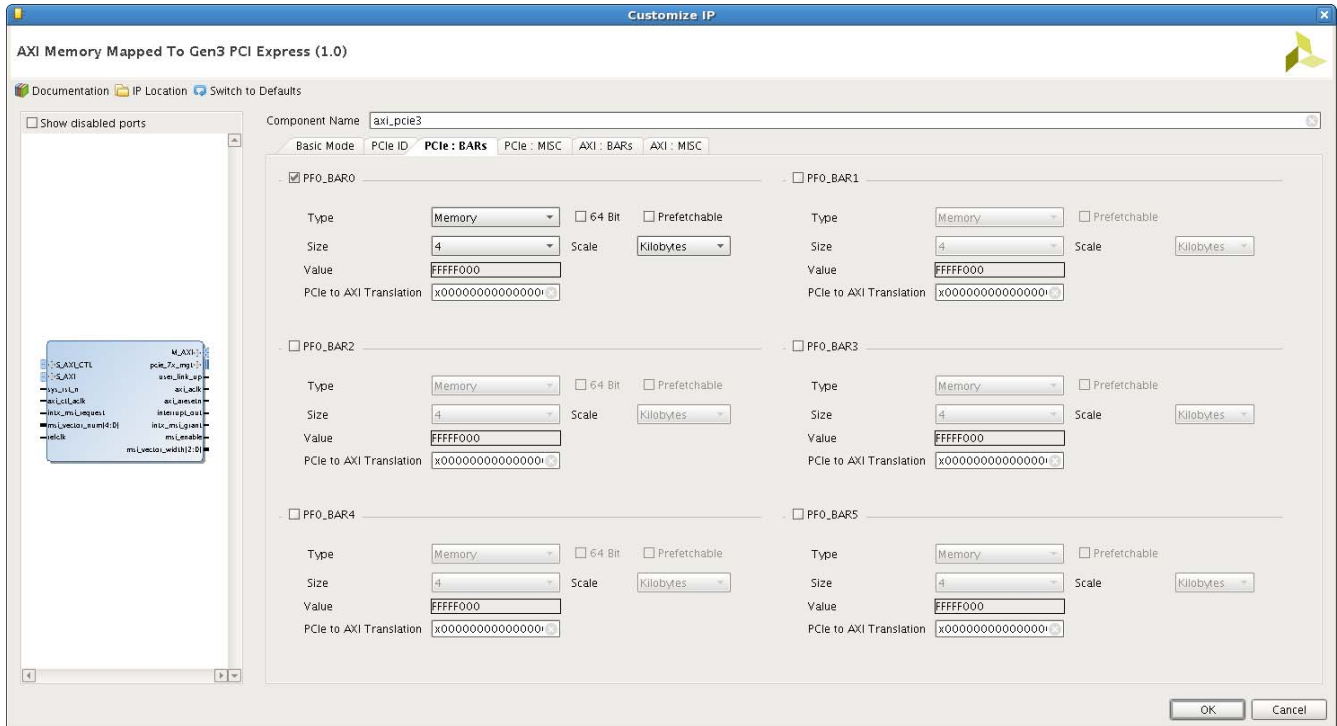 Customize IP
AXI Memory Mapped To Gen3 PCI Express (1.0)
Documentation IP Location Switch to Defaults
Show disabled ports
Component Name axi_pcie3
Basic Mode PCIe ID PCIe : BARs PCIe : MISC AXI : BARs AXI : MISC
PF0_BAR0
Type Memory 64 Bit Prefetchable
Size 4 Scale Kilobytes
Value FFFFF000
PCIe to AXI Translation x00000000000000
PF0_BAR1
Type Memory Prefetchable
Size 4 Scale Kilobytes
Value FFFFF000
PCIe to AXI Translation x00000000000000
PF0_BAR2
Type Memory 64 Bit Prefetchable
Size 4 Scale Kilobytes
Value FFFFF000
PCIe to AXI Translation x00000000000000
PF0_BAR3
Type Memory Prefetchable
Size 4 Scale Kilobytes
Value FFFFF000
PCIe to AXI Translation x00000000000000
PF0_BAR4
Type Memory 64 Bit Prefetchable
Size 4 Scale Kilobytes
Value FFFFF000
PCIe to AXI Translation x00000000000000
PF0_BAR5
Type Memory Prefetchable
Size 4 Scale Kilobytes
Value FFFFF000
PCIe to AXI Translation x00000000000000
M_AXI
S_AXI_CTL pcie_7x_mgt
S_AXI user_link_up
sys_rst_n axi_aclk
axi_ctl_aclk axi_aresetn
intx_msi_request interrupt_out
msi_vector_num[4:0] intx_msi_grant
refclk msi_enable
msi_vector_width[2:0]
OK Cancel